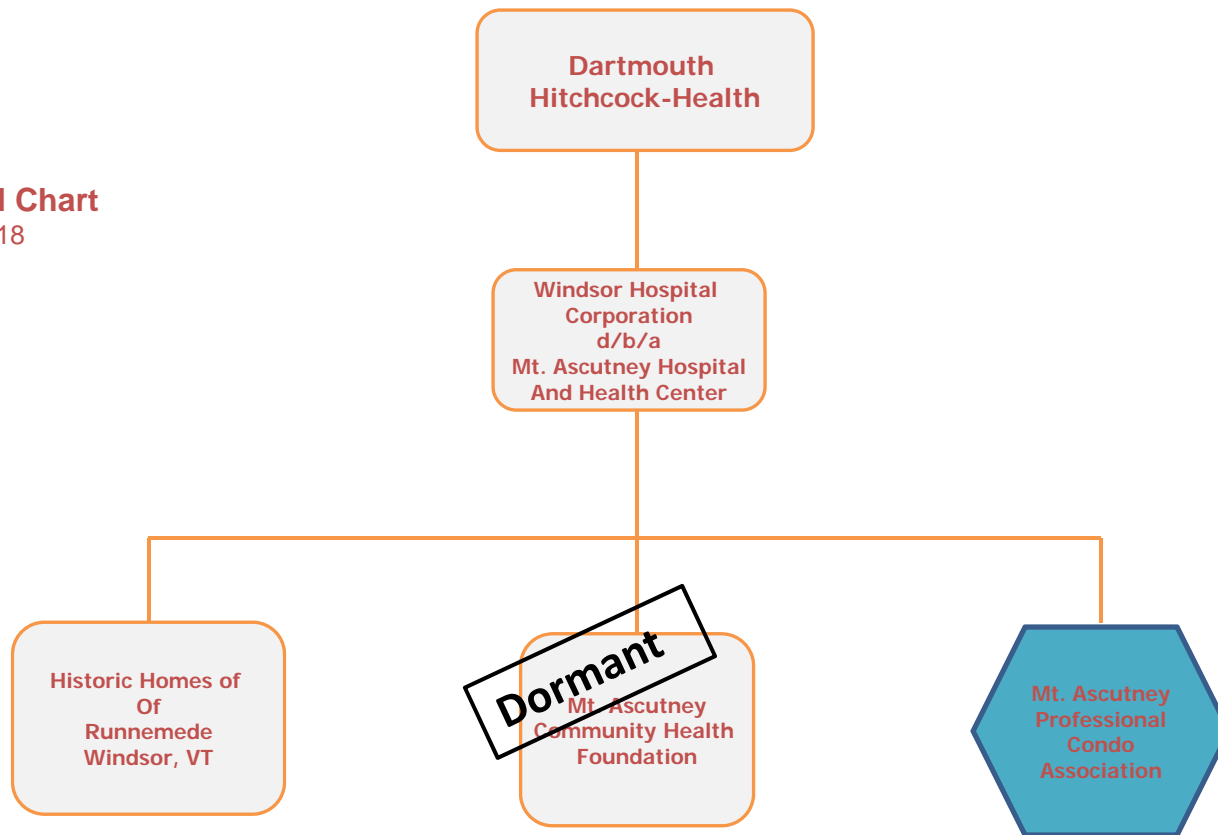 Dartmouth
Hitchcock-Health
Chart
18
Windsor Hospital
Corporation
d/b/a
Mt. Ascutney Hospital
And Health Center
Historic Homes of
Of
Runnemede
Windsor, VT
Dormant
Mt. Ascutney
Community Health
Foundation
Mt. Ascutney
Professional
Condo
Association